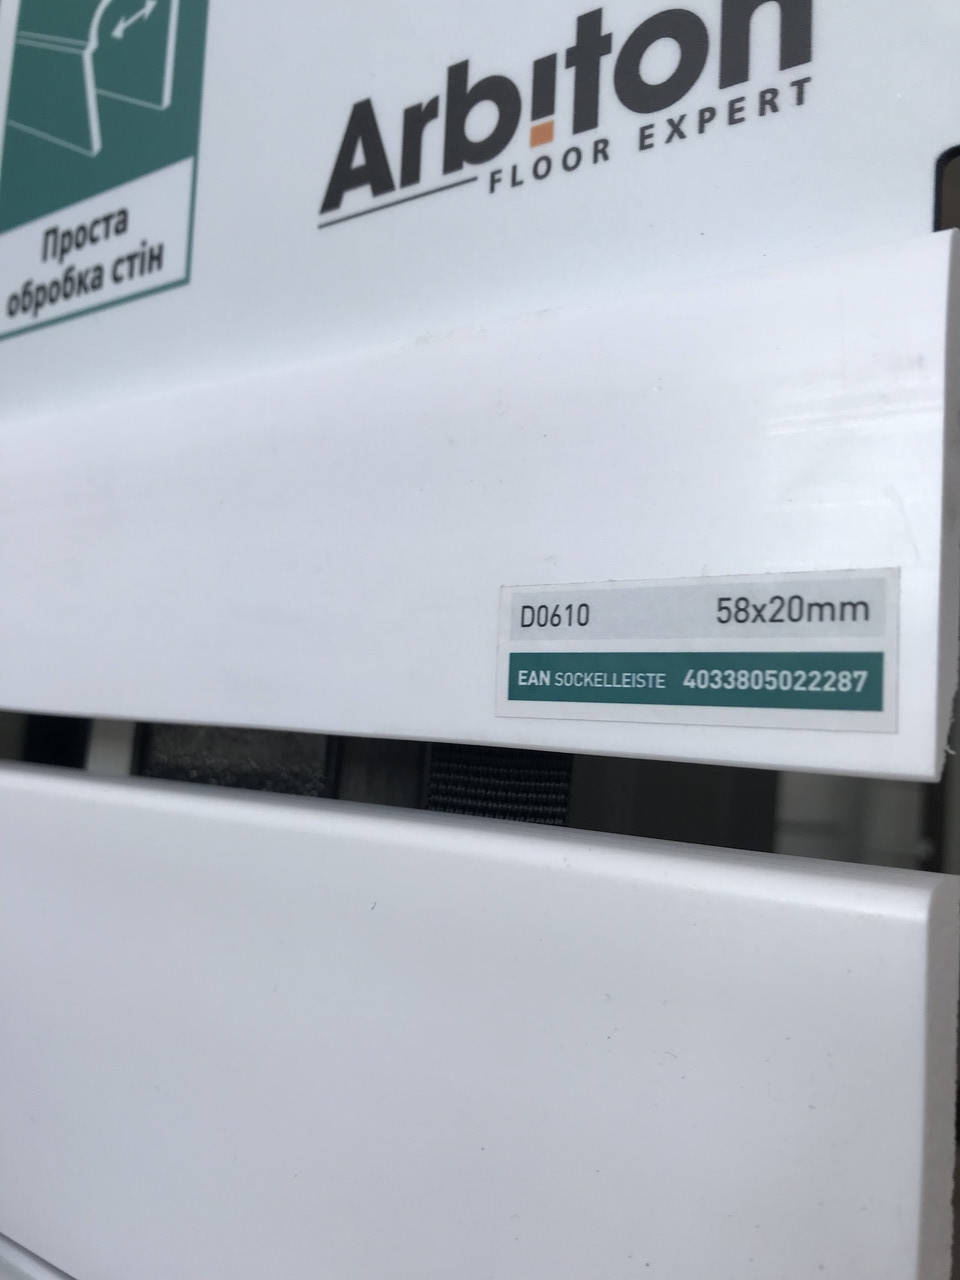 Arbiton
FLOOR EXPERT
Проста
обробка стін
D0610 58x20mm
EAN SOCKELLEISTE 4033805022287